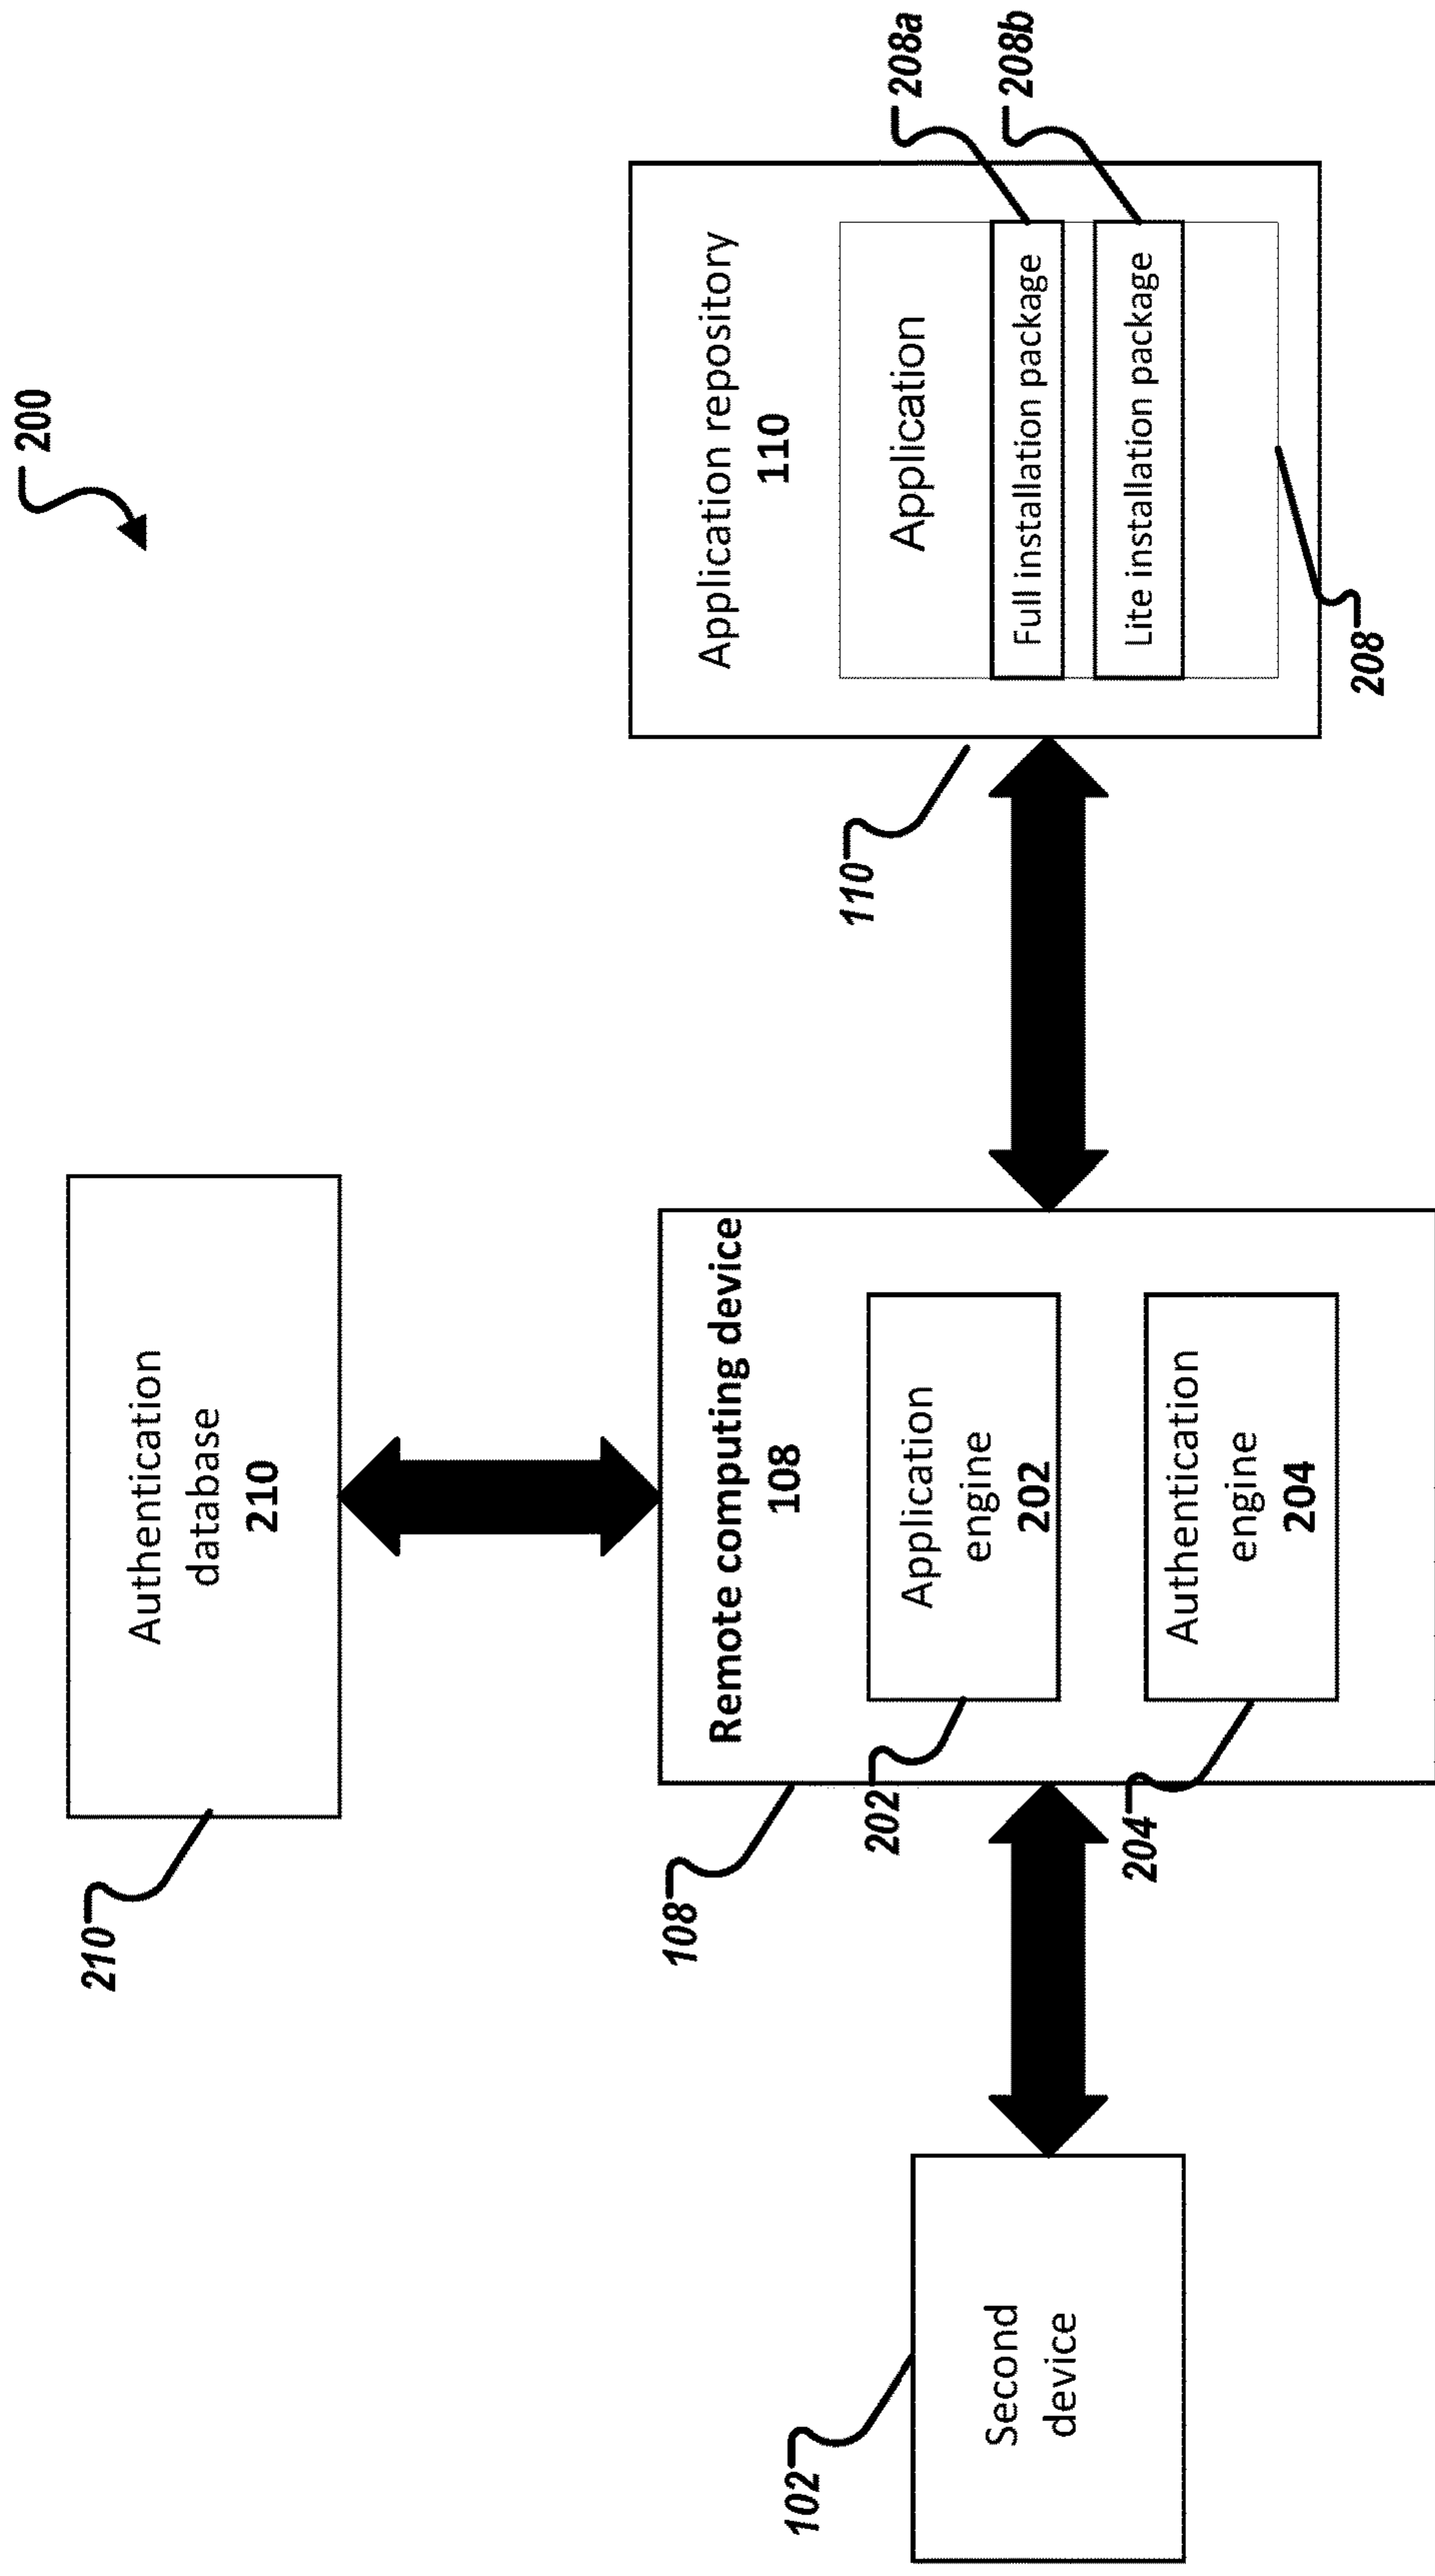 200
Authentication
database
210
210
Remote computing device
108
108
Application
engine
202
202
Authentication
engine
204
204
Second
device
102
Application repository
110
110
Application
Full installation package
208a
Lite installation package
208b
208